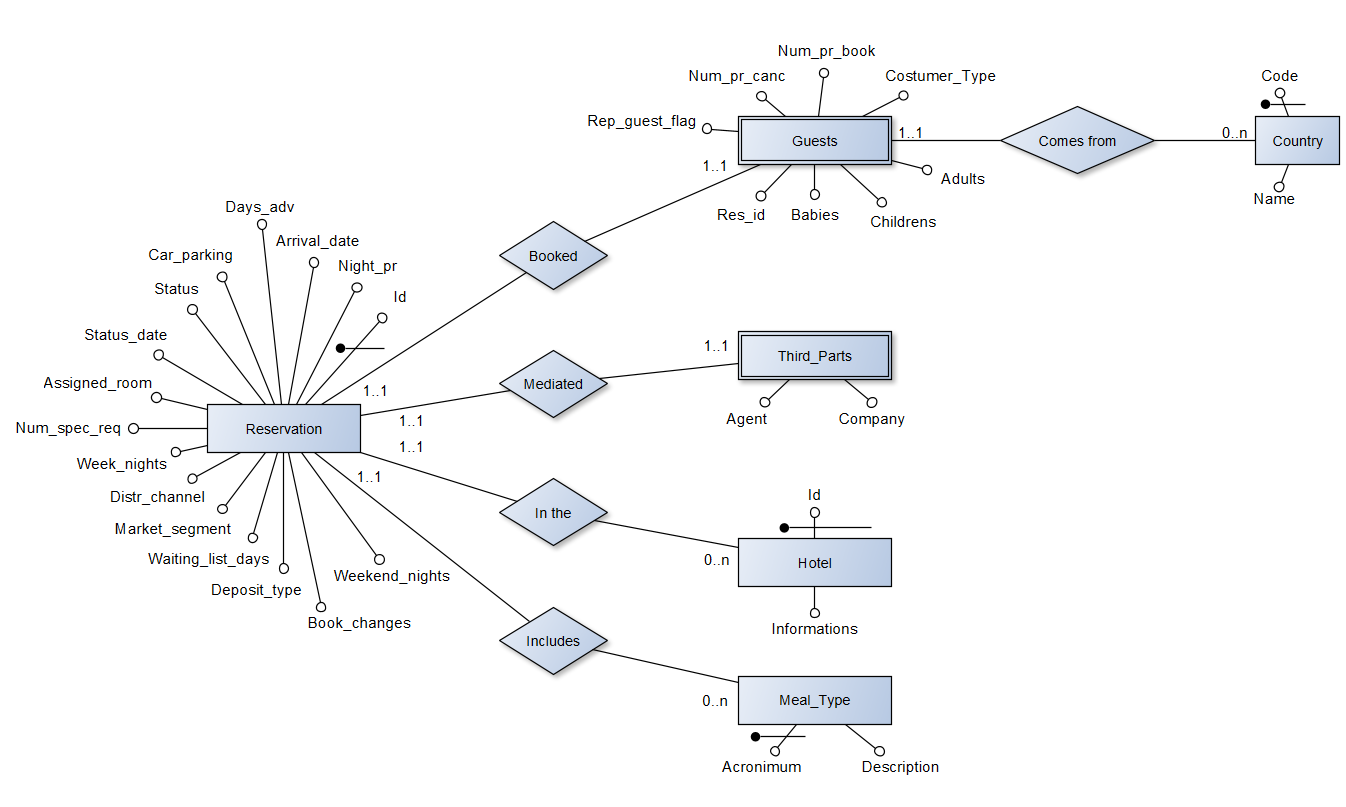 Num_pr_book
Num_pr_canc
Costumer_Type
Code
Rep_guest_flag
Guests
1..1
Comes from
0..n
Country
1..1
Adults
Name
Res_id
Babies
Childrens
Days_adv
Arrival_date
Car_parking
Night_pr
Booked
Status
Id
Status_date
1..1
Third_Parts
Assigned_room
Mediated
1..1
Agent
Company
Num_spec_req
Reservation
1..1
1..1
Week_nights
1..1
Distr_channel
Id
Market_segment
In the
Waiting_list_days
0..n
Hotel
Weekend_nights
Deposit_type
Book_changes
Informations
Includes
0..n
Meal_Type
Acronimum
Description